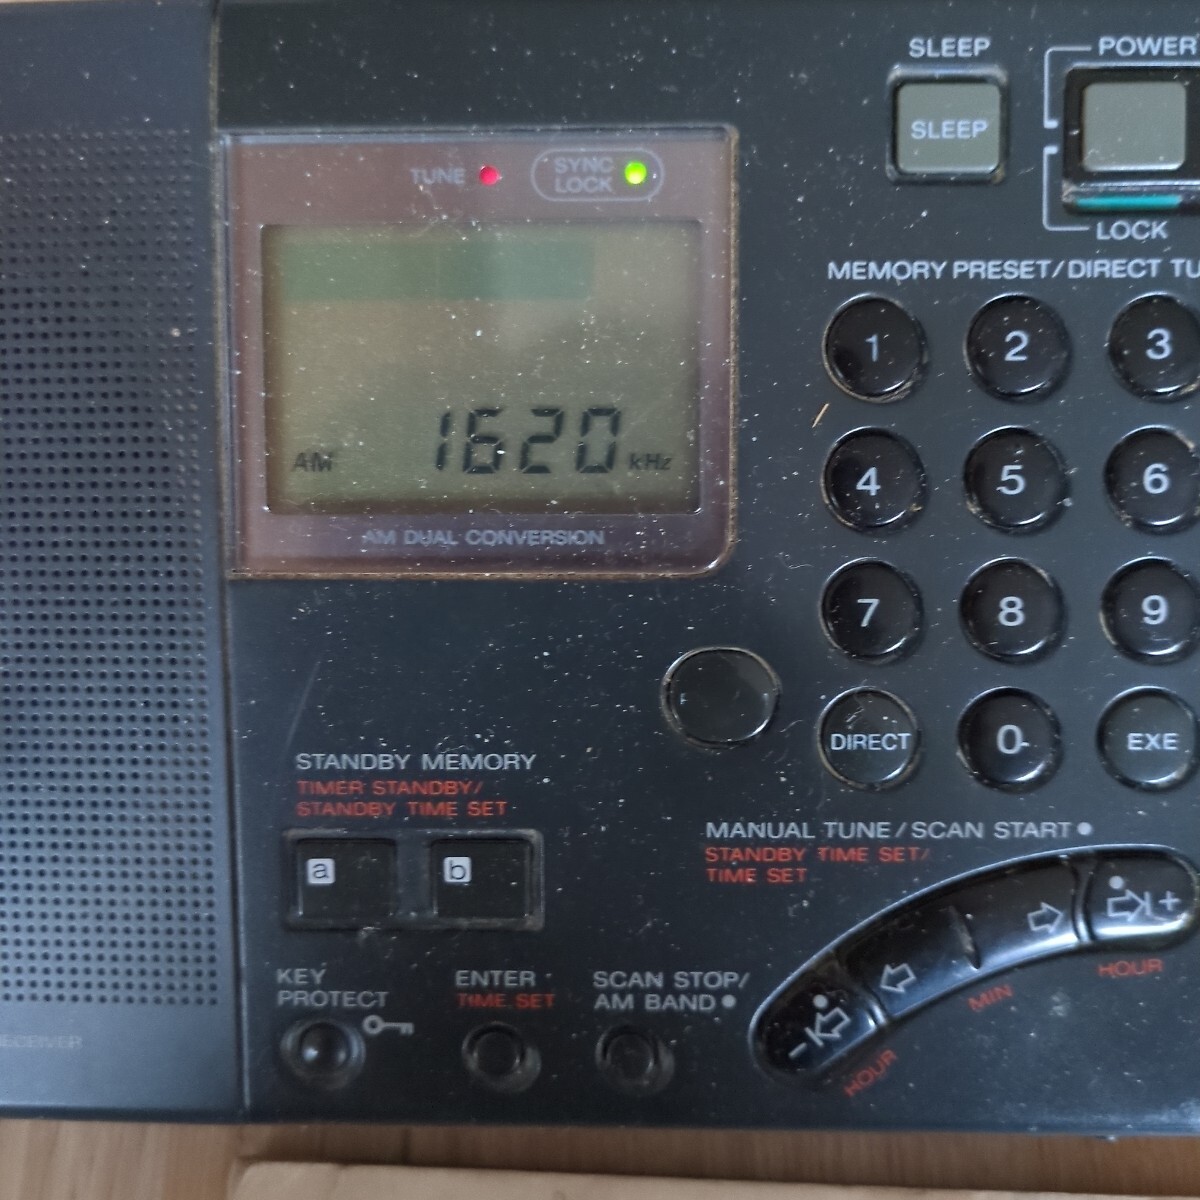 SLEEP
POWER
SLEEP
TUNE
SYNC
LOCK
LOCK
MEMORY PRESET/DIRECT TU
1
2
3
AM
1620 kHz
4
5
6
AM DUAL CONVERSION
7
8
9
DIRECT
0
EXE
STANDBY MEMORY
TIMER STANDBY/
STANDBY TIME SET
a
b
MANUAL TUNE/SCAN START●
STANDBY TIME SET/
TIME SET
+
HOUR
MIN
-
HOUR
KEY
PROTECT
ENTER
TIME SET
SCAN STOP/
AM BAND●
ECEIVER